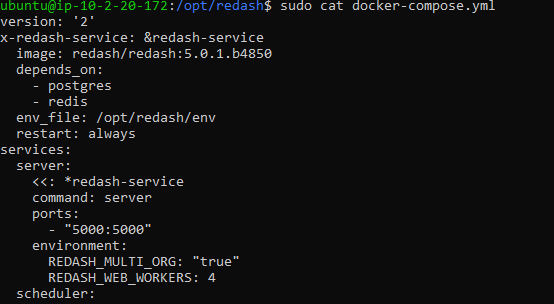 ubuntu@ip-10-2-20-172:/opt/redash$ sudo cat docker-compose.yml
version: '2'
x-redash-service: &redash-service
  image: redash/redash:5.0.1.b4850
  depends_on:
    - postgres
    - redis
  env_file: /opt/redash/env
  restart: always
services:
  server:
    <<: *redash-service
    command: server
    ports:
      - "5000:5000"
    environment:
      REDASH_MULTI_ORG: "true"
      REDASH_WEB_WORKERS: 4
  scheduler: